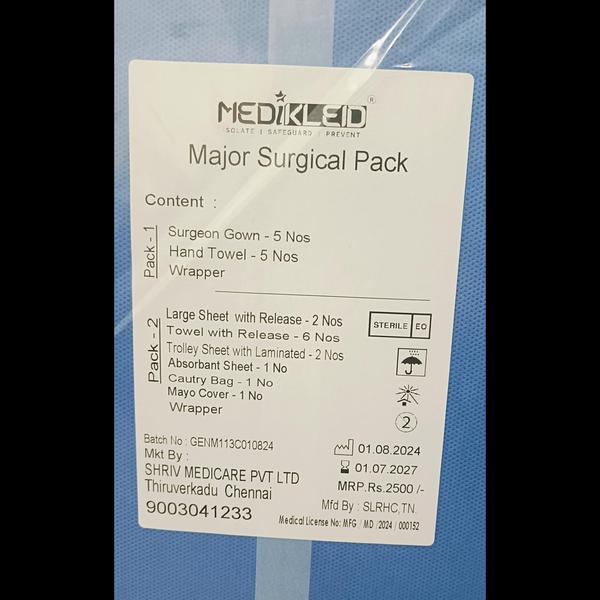 MEDiKLEiD ®
ISOLATE | SAFEGUARD | PREVENT
Major Surgical Pack
Content :
Pack - 1
Surgeon Gown - 5 Nos
Hand Towel - 5 Nos
Wrapper
Pack - 2
Large Sheet with Release - 2 Nos
Towel with Release - 6 Nos
Trolley Sheet with Laminated - 2 Nos
Absorbant Sheet - 1 No
Cautry Bag - 1 No
Mayo Cover - 1 No
Wrapper
STERILE EO
2
Batch No : GENM113C010824
Mkt By :
SHRIV MEDICARE PVT LTD
Thiruverkadu Chennai
9003041233
01.08.2024
01.07.2027
MRP.Rs.2500 /-
Mfd By : SLRHC,TN.
Medical License No: MFG / MD / 2024 / 000152